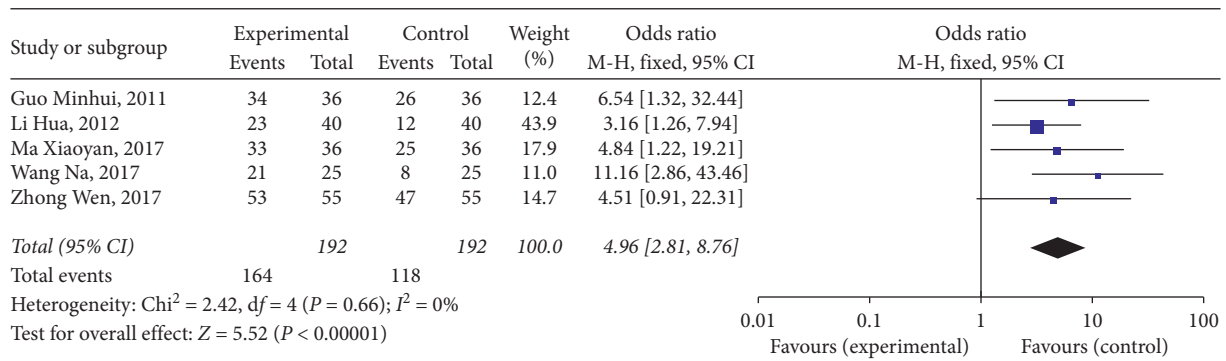 Study or subgroup Experimental Control Weight (%) Odds ratio Odds ratio
Events Total Events Total M-H, fixed, 95% CI M-H, fixed, 95% CI
Guo Minhui, 2011 34 36 26 36 12.4 6.54 [1.32, 32.44]
Li Hua, 2012 23 40 12 40 43.9 3.16 [1.26, 7.94]
Ma Xiaoyan, 2017 33 36 25 36 17.9 4.84 [1.22, 19.21]
Wang Na, 2017 21 25 8 25 11.0 11.16 [2.86, 43.46]
Zhong Wen, 2017 53 55 47 55 14.7 4.51 [0.91, 22.31]
Total (95% CI) 192 192 100.0 4.96 [2.81, 8.76]
Total events 164 118
Heterogeneity: Chi² = 2.42, df = 4 (P = 0.66); I² = 0%
Test for overall effect: Z = 5.52 (P < 0.00001)
0.01 0.1 1 10 100
Favours (experimental) Favours (control)